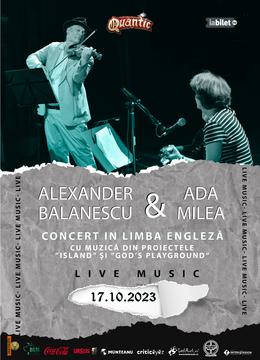 Quantic
iabilet
ALEXANDER
BALANESCU
&
ADA
MILEA
CONCERT IN LIMBA ENGLEZĂ
CU MUZICĂ DIN PROIECTELE
"ISLAND" ȘI "GOD'S PLAYGROUND"
LIVE MUSIC
17.10.2023
LIVE MUSIC- LIVE MUSIC- LIVE MUSIC- LIVE
LIVE MUSIC- LIVE MUSIC- LIVE MUSIC- LIVE
Coca-Cola
URSUS
MUNTEANU